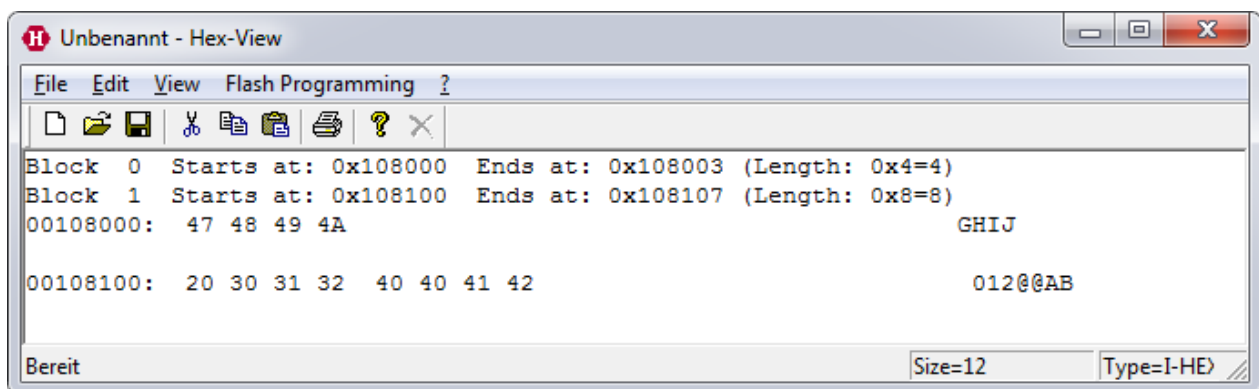 Unbenannt - Hex-View
File Edit View Flash Programming ?
Block 0 Starts at: 0x108000 Ends at: 0x108003 (Length: 0x4=4)
Block 1 Starts at: 0x108100 Ends at: 0x108107 (Length: 0x8=8)
00108000: 47 48 49 4A GHIJ
00108100: 20 30 31 32 40 40 41 42 012@@AB
Bereit Size=12 Type=I-HE